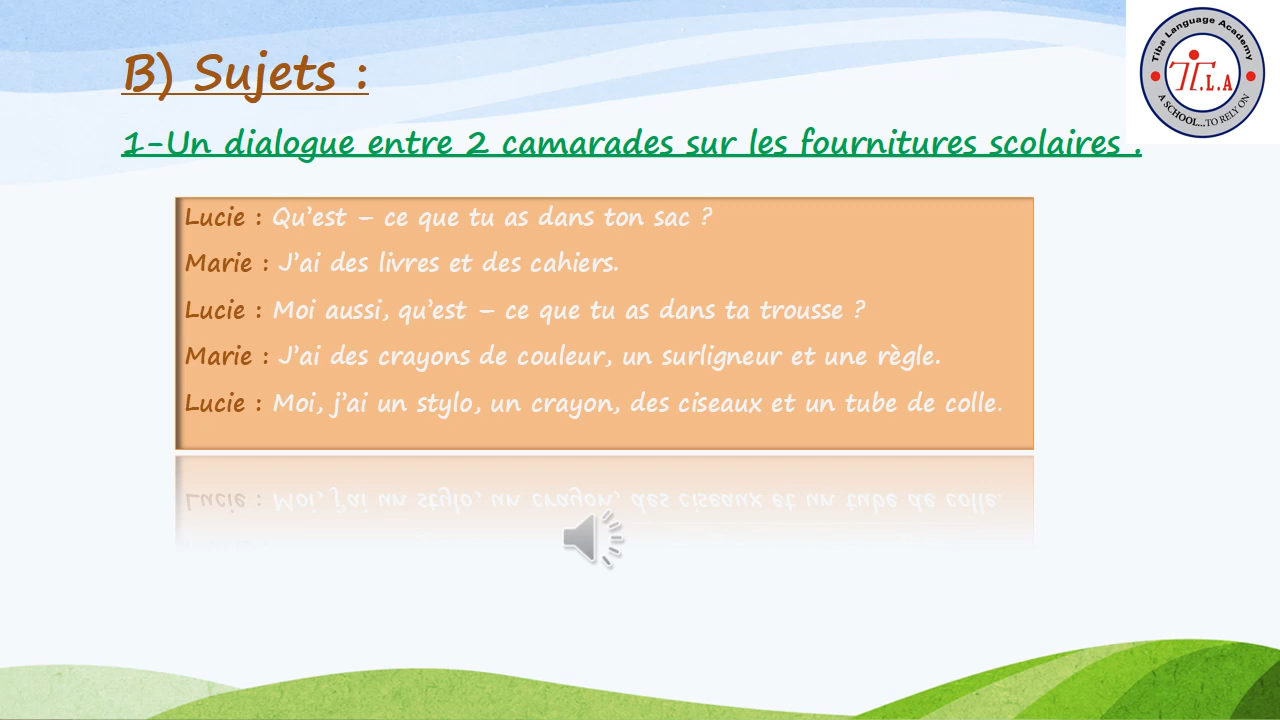 B) Sujets :
Tiba Language Academy
T.L.A
A SCHOOL...TO RELY ON
1-Un dialogue entre 2 camarades sur les fournitures scolaires :
Lucie : Qu’est – ce que tu as dans ton sac ?
Marie : J’ai des livres et des cahiers.
Lucie : Moi aussi, qu’est – ce que tu as dans ta trousse ?
Marie : J’ai des crayons de couleur, un surligneur et une règle.
Lucie : Moi, j’ai un stylo, un crayon, des ciseaux et un tube de colle.